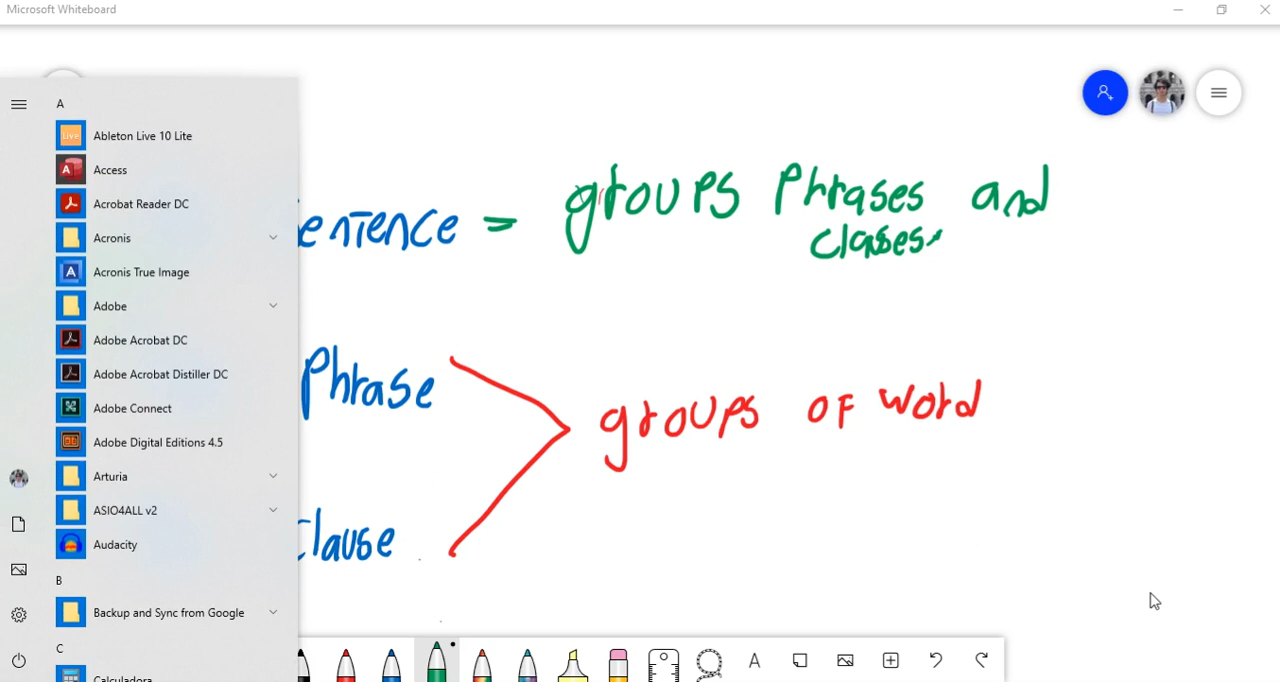 Microsoft Whiteboard
A
Live Ableton Live 10 Lite
Access
Acrobat Reader DC
Acronis
Acronis True Image
Adobe
Adobe Acrobat DC
Adobe Acrobat Distiller DC
Adobe Connect
Adobe Digital Editions 4.5
Arturia
ASIO4ALL v2
Audacity
B
Backup and Sync from Google
C
Calculadora
entence = groups Phrases and
clases.
Phrase
groups of word
Clause